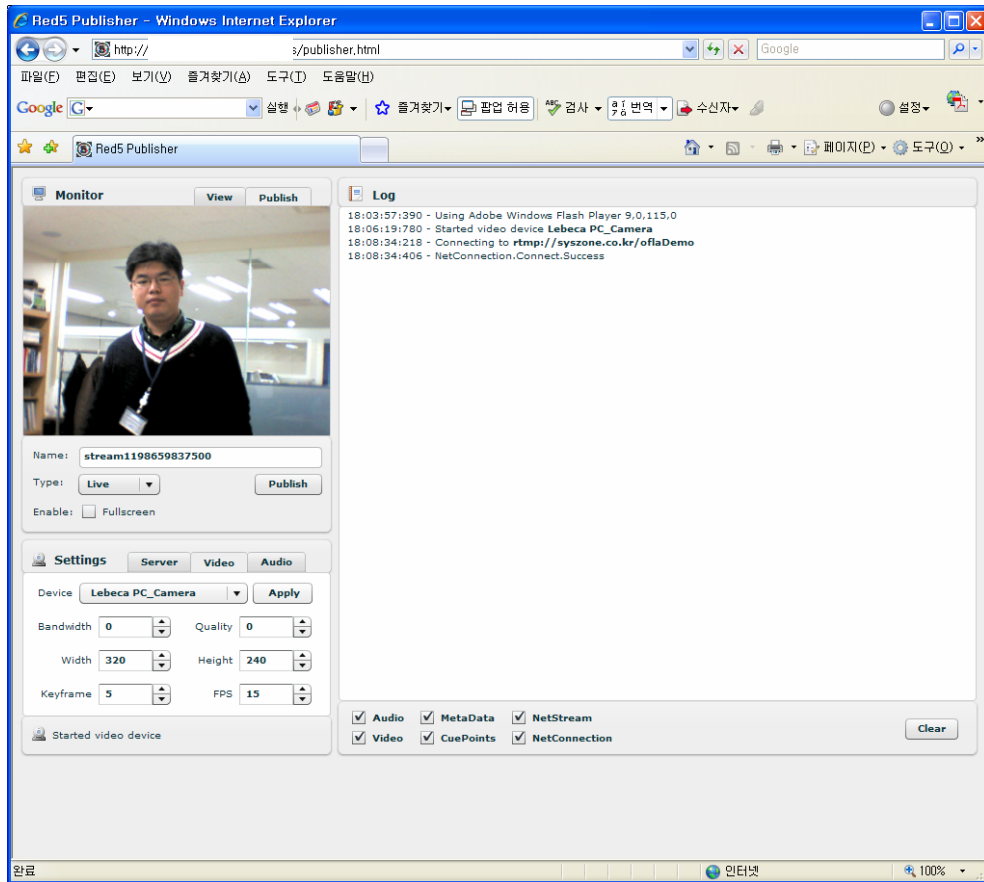 Red5 Publisher - Windows Internet Explorer
http:// s/publisher.html
Google
파일(F) 편집(E) 보기(V) 즐겨찾기(A) 도구(T) 도움말(H)
Google G 실행 즐겨찾기 팝업 허용 검사 번역 수신자 설정
Red5 Publisher
페이지(P) 도구(O) »
Monitor View Publish
Name: stream1198659837500
Type: Live Publish
Enable: Fullscreen
Settings Server Video Audio
Device Lebeca PC_Camera Apply
Bandwidth 0 Quality 0
Width 320 Height 240
Keyframe 5 FPS 15
Started video device
Log
18:03:57:390 - Using Adobe Windows Flash Player 9,0,115,0
18:06:19:780 - Started video device Lebeca PC_Camera
18:08:34:218 - Connecting to rtmp://syszone.co.kr/oflaDemo
18:08:34:406 - NetConnection.Connect.Success
Audio MetaData NetStream
Video CuePoints NetConnection
Clear
완료 인터넷 100%